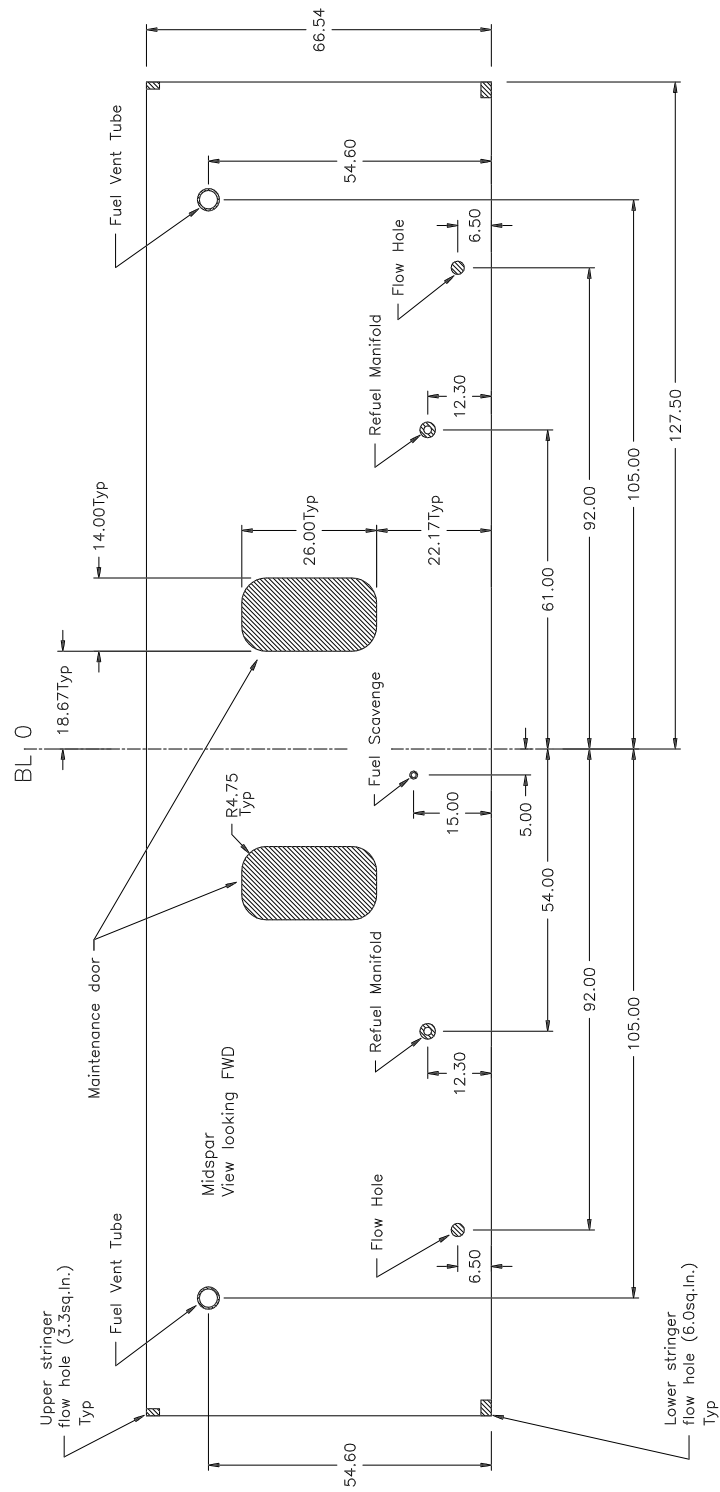 BL 0
18.67Typ
14.00Typ
66.54
Fuel Vent Tube
54.60
Flow Hole
6.50
Refuel Manifold
12.30
26.00Typ
22.17Typ
R4.75
Typ
Fuel Scavenge
15.00
5.00
61.00
92.00
105.00
127.50
54.00
92.00
105.00
Maintenance door
Refuel Manifold
12.30
Midspar
View looking FWD
Flow Hole
6.50
Fuel Vent Tube
Upper stringer
flow hole (3.3sq.In.)
Typ
54.60
Lower stringer
flow hole (6.0sq.In.)
Typ